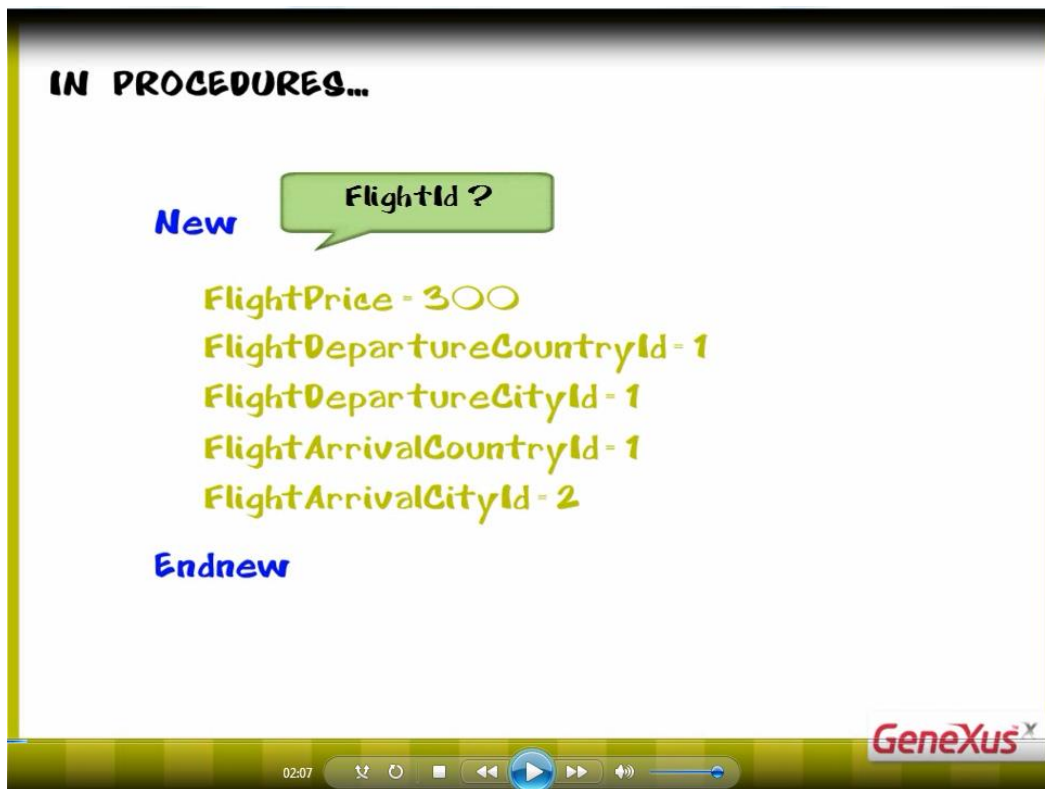 IN PROCEDURES...
FlightId ?
New
FlightPrice = 300
FlightDepartureCountryId = 1
FlightDepartureCityId = 1
FlightArrivalCountryId = 1
FlightArrivalCityId = 2
Endnew
GeneXus X
02:07